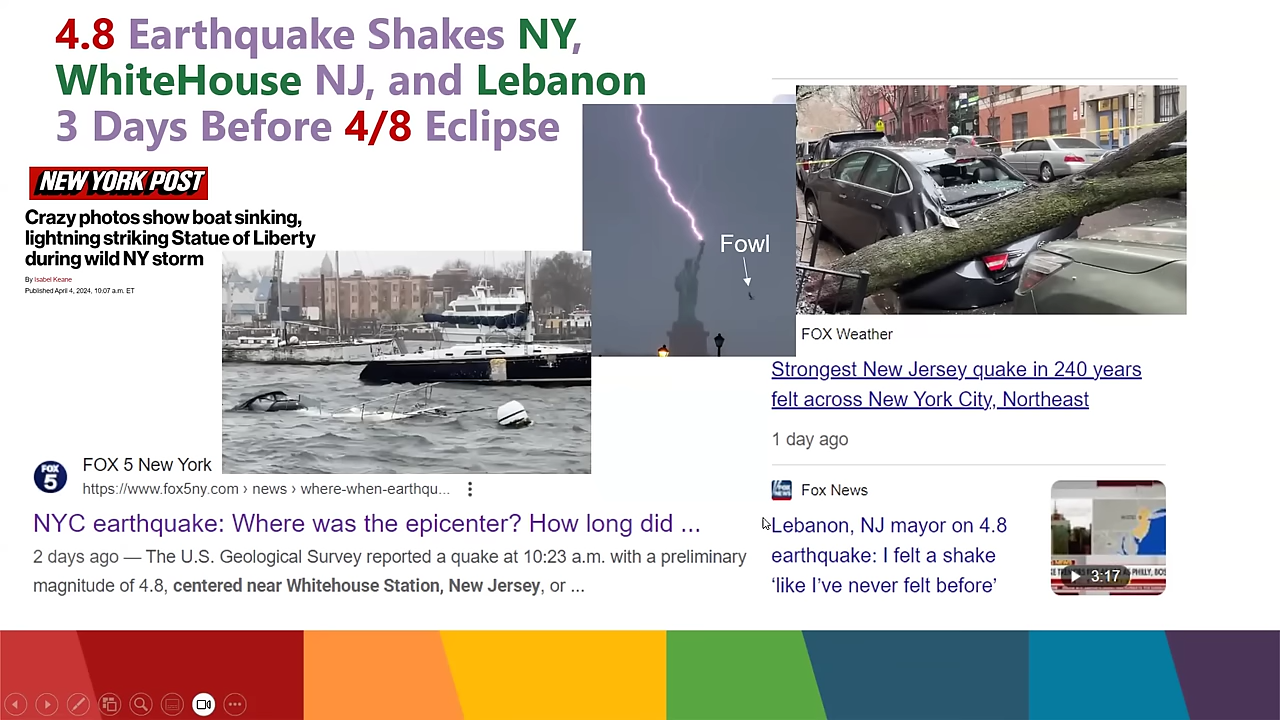 4.8 Earthquake Shakes NY,
WhiteHouse NJ, and Lebanon
3 Days Before 4/8 Eclipse
NEW YORK POST
Crazy photos show boat sinking,
lightning striking Statue of Liberty
during wild NY storm
By Isabel Keane
Published April 4, 2024, 10:07 a.m. ET
Fowl
FOX Weather
Strongest New Jersey quake in 240 years
felt across New York City, Northeast
1 day ago
FOX 5
FOX 5 New York
https://www.fox5ny.com › news › where-when-earthqu...
NYC earthquake: Where was the epicenter? How long did ...
2 days ago — The U.S. Geological Survey reported a quake at 10:23 a.m. with a preliminary
magnitude of 4.8, centered near Whitehouse Station, New Jersey, or ...
Fox News
Lebanon, NJ mayor on 4.8
earthquake: I felt a shake
‘like I’ve never felt before’
3:17